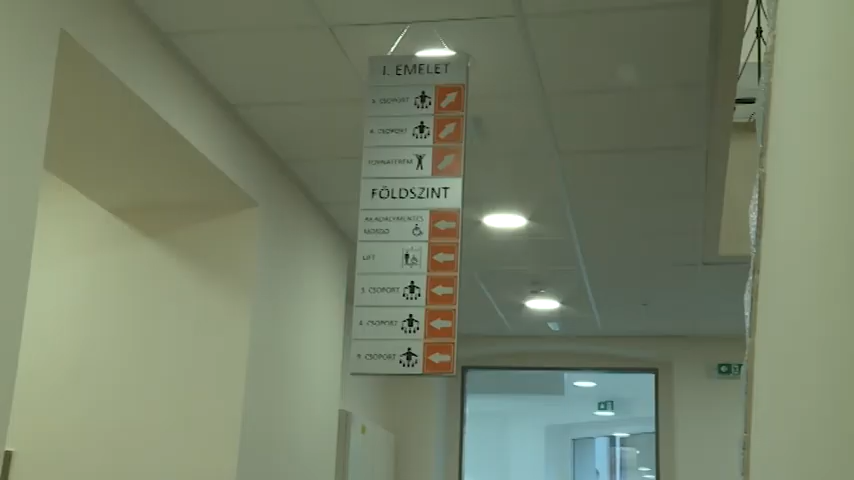 I. EMELET
CSOPORT
CSOPORT
TORNATEREM
FÖLDSZINT
AKADÁLYMENTES
MOSDÓ
LIFT
CSOPORT
CSOPORT
CSOPORT